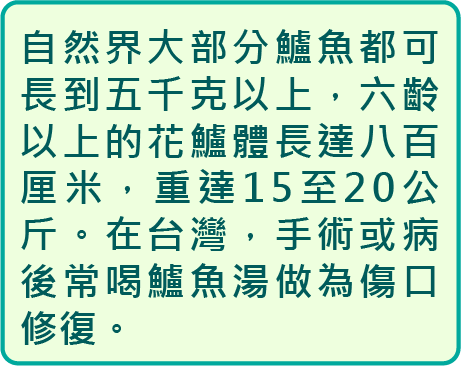 自然界大部分鱸魚都可
長到五千克以上，六齡
以上的花鱸體長達八百
厘米，重達15至20公
斤。在台灣，手術或病
後常喝鱸魚湯做為傷口
修復。